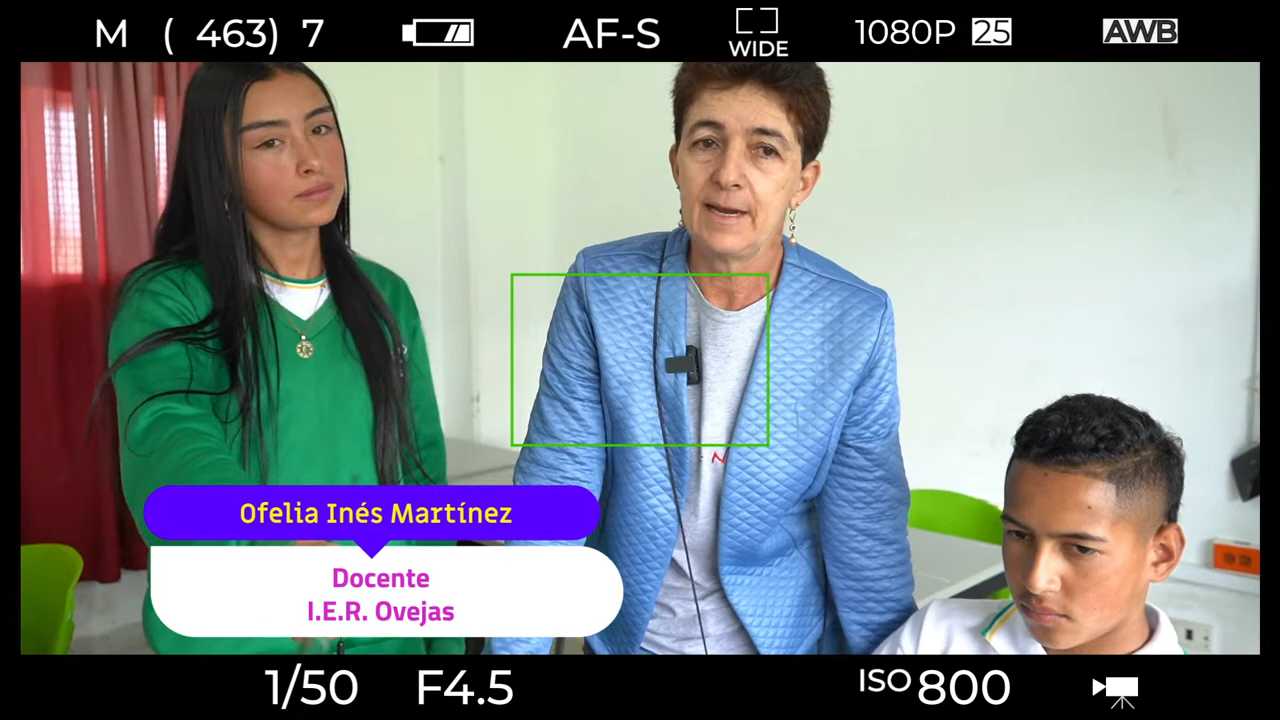 M ( 463) 7
AF-S
WIDE
1080P 25
AWB
Ofelia Inés Martínez
Docente
I.E.R. Ovejas
1/50 F4.5
ISO 800